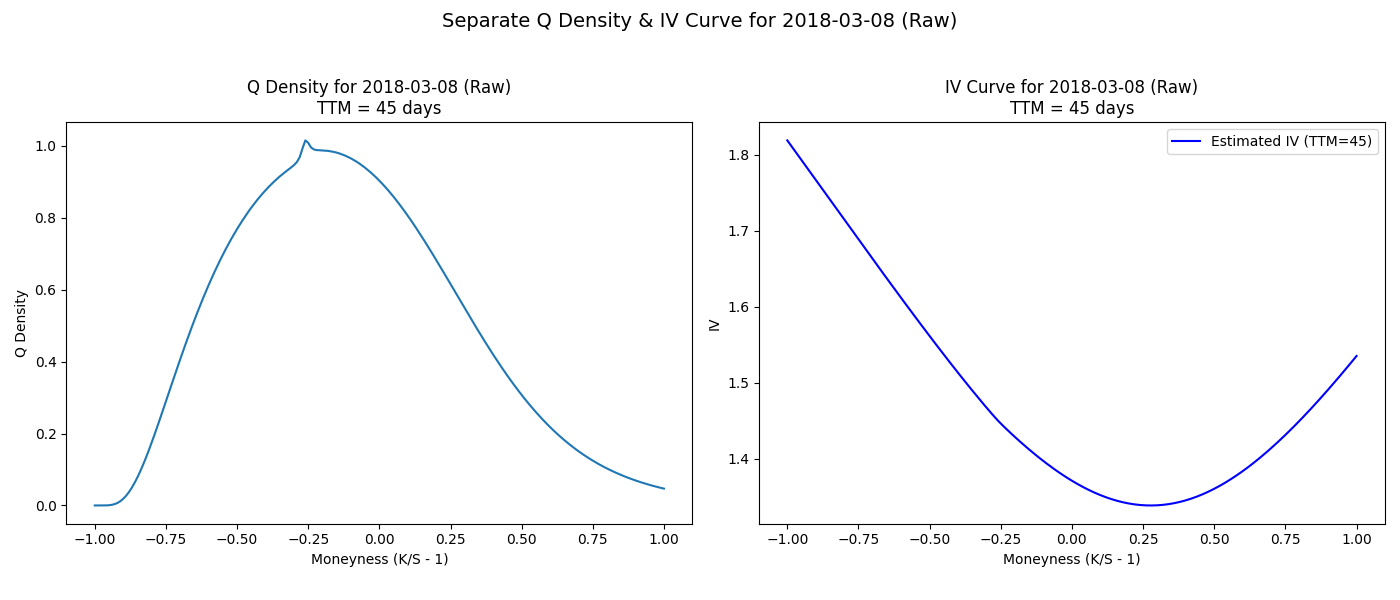 Separate Q Density & IV Curve for 2018-03-08 (Raw)
Q Density for 2018-03-08 (Raw)
TTM = 45 days
1.0
0.8
0.6
0.4
0.2
0.0
Q Density
−1.00 −0.75 −0.50 −0.25 0.00 0.25 0.50 0.75 1.00
Moneyness (K/S - 1)
IV Curve for 2018-03-08 (Raw)
TTM = 45 days
Estimated IV (TTM=45)
1.8
1.7
1.6
1.5
1.4
IV
−1.00 −0.75 −0.50 −0.25 0.00 0.25 0.50 0.75 1.00
Moneyness (K/S - 1)